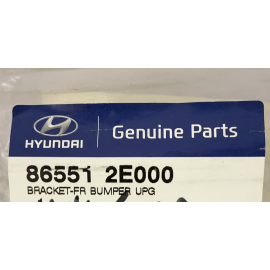 HYUNDAI
Genuine Parts
86551 2E000
BRACKET-FR BUMPER UPG